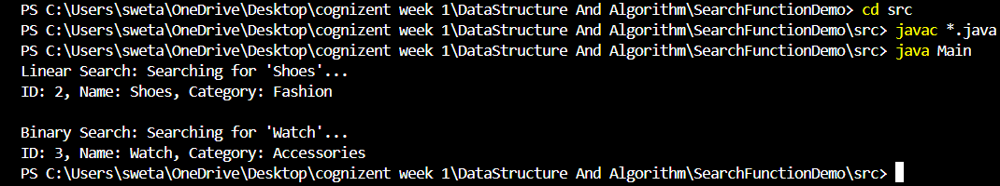 PS C:\Users\sweta\OneDrive\Desktop\cognizent week 1\DataStructure And Algorithm\SearchFunctionDemo> cd src
PS C:\Users\sweta\OneDrive\Desktop\cognizent week 1\DataStructure And Algorithm\SearchFunctionDemo\src> javac *.java
PS C:\Users\sweta\OneDrive\Desktop\cognizent week 1\DataStructure And Algorithm\SearchFunctionDemo\src> java Main
Linear Search: Searching for 'Shoes'...
ID: 2, Name: Shoes, Category: Fashion
Binary Search: Searching for 'Watch'...
ID: 3, Name: Watch, Category: Accessories
PS C:\Users\sweta\OneDrive\Desktop\cognizent week 1\DataStructure And Algorithm\SearchFunctionDemo\src>